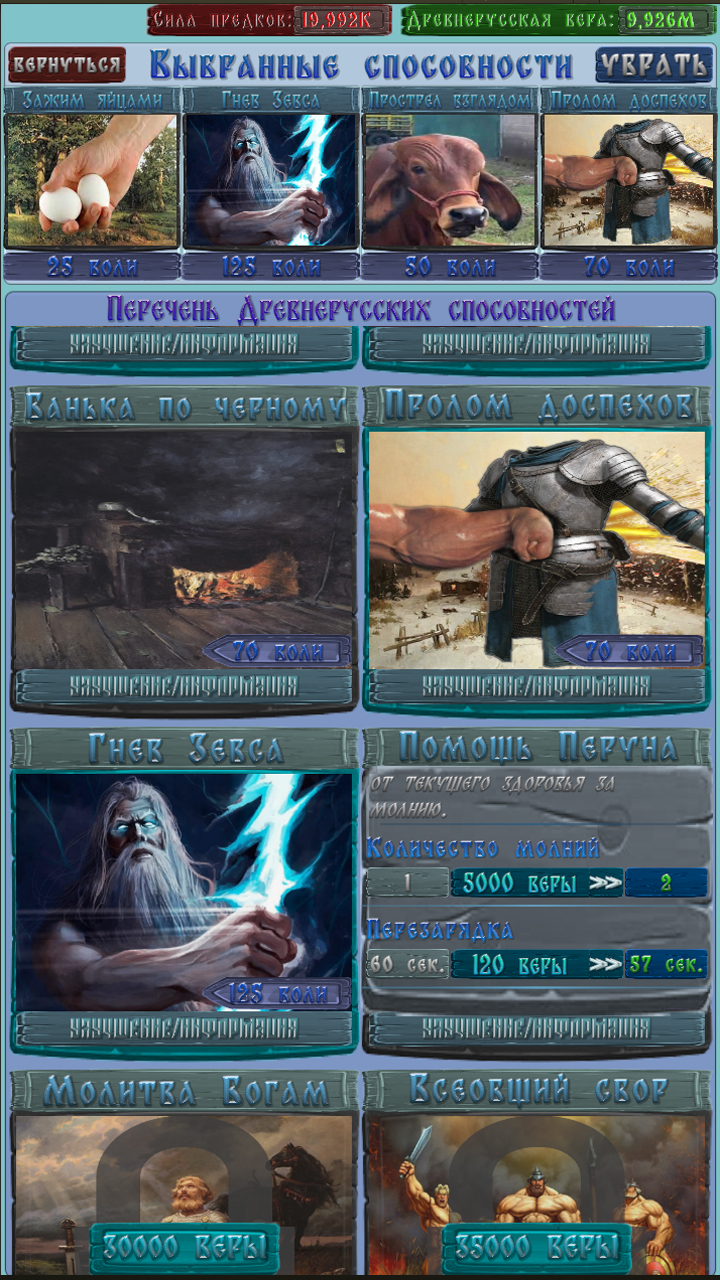 Сила предков: 19,992К
Древнерусская вера: 9,926М
Вернуться
Выбранные способности
Убрать
Зажим яйцами
Гнев Зевса
Прострел взглядом
Пролом доспехов
25 воли
125 воли
50 воли
70 воли
Перечень Древнерусских способностей
Улучшение/информация
Улучшение/информация
Банька по черному
Пролом доспехов
70 воли
70 воли
Улучшение/информация
Улучшение/информация
Гнев Зевса
Помощь Перуна
от текущего здоровья за
молнию.
Количество молний
1 5000 веры >> 2
Перезарядка
60 сек. 120 веры >> 57 сек.
125 воли
Улучшение/информация
Улучшение/информация
Молитва Богам
Всеобщий сбор
30000 веры
35000 веры